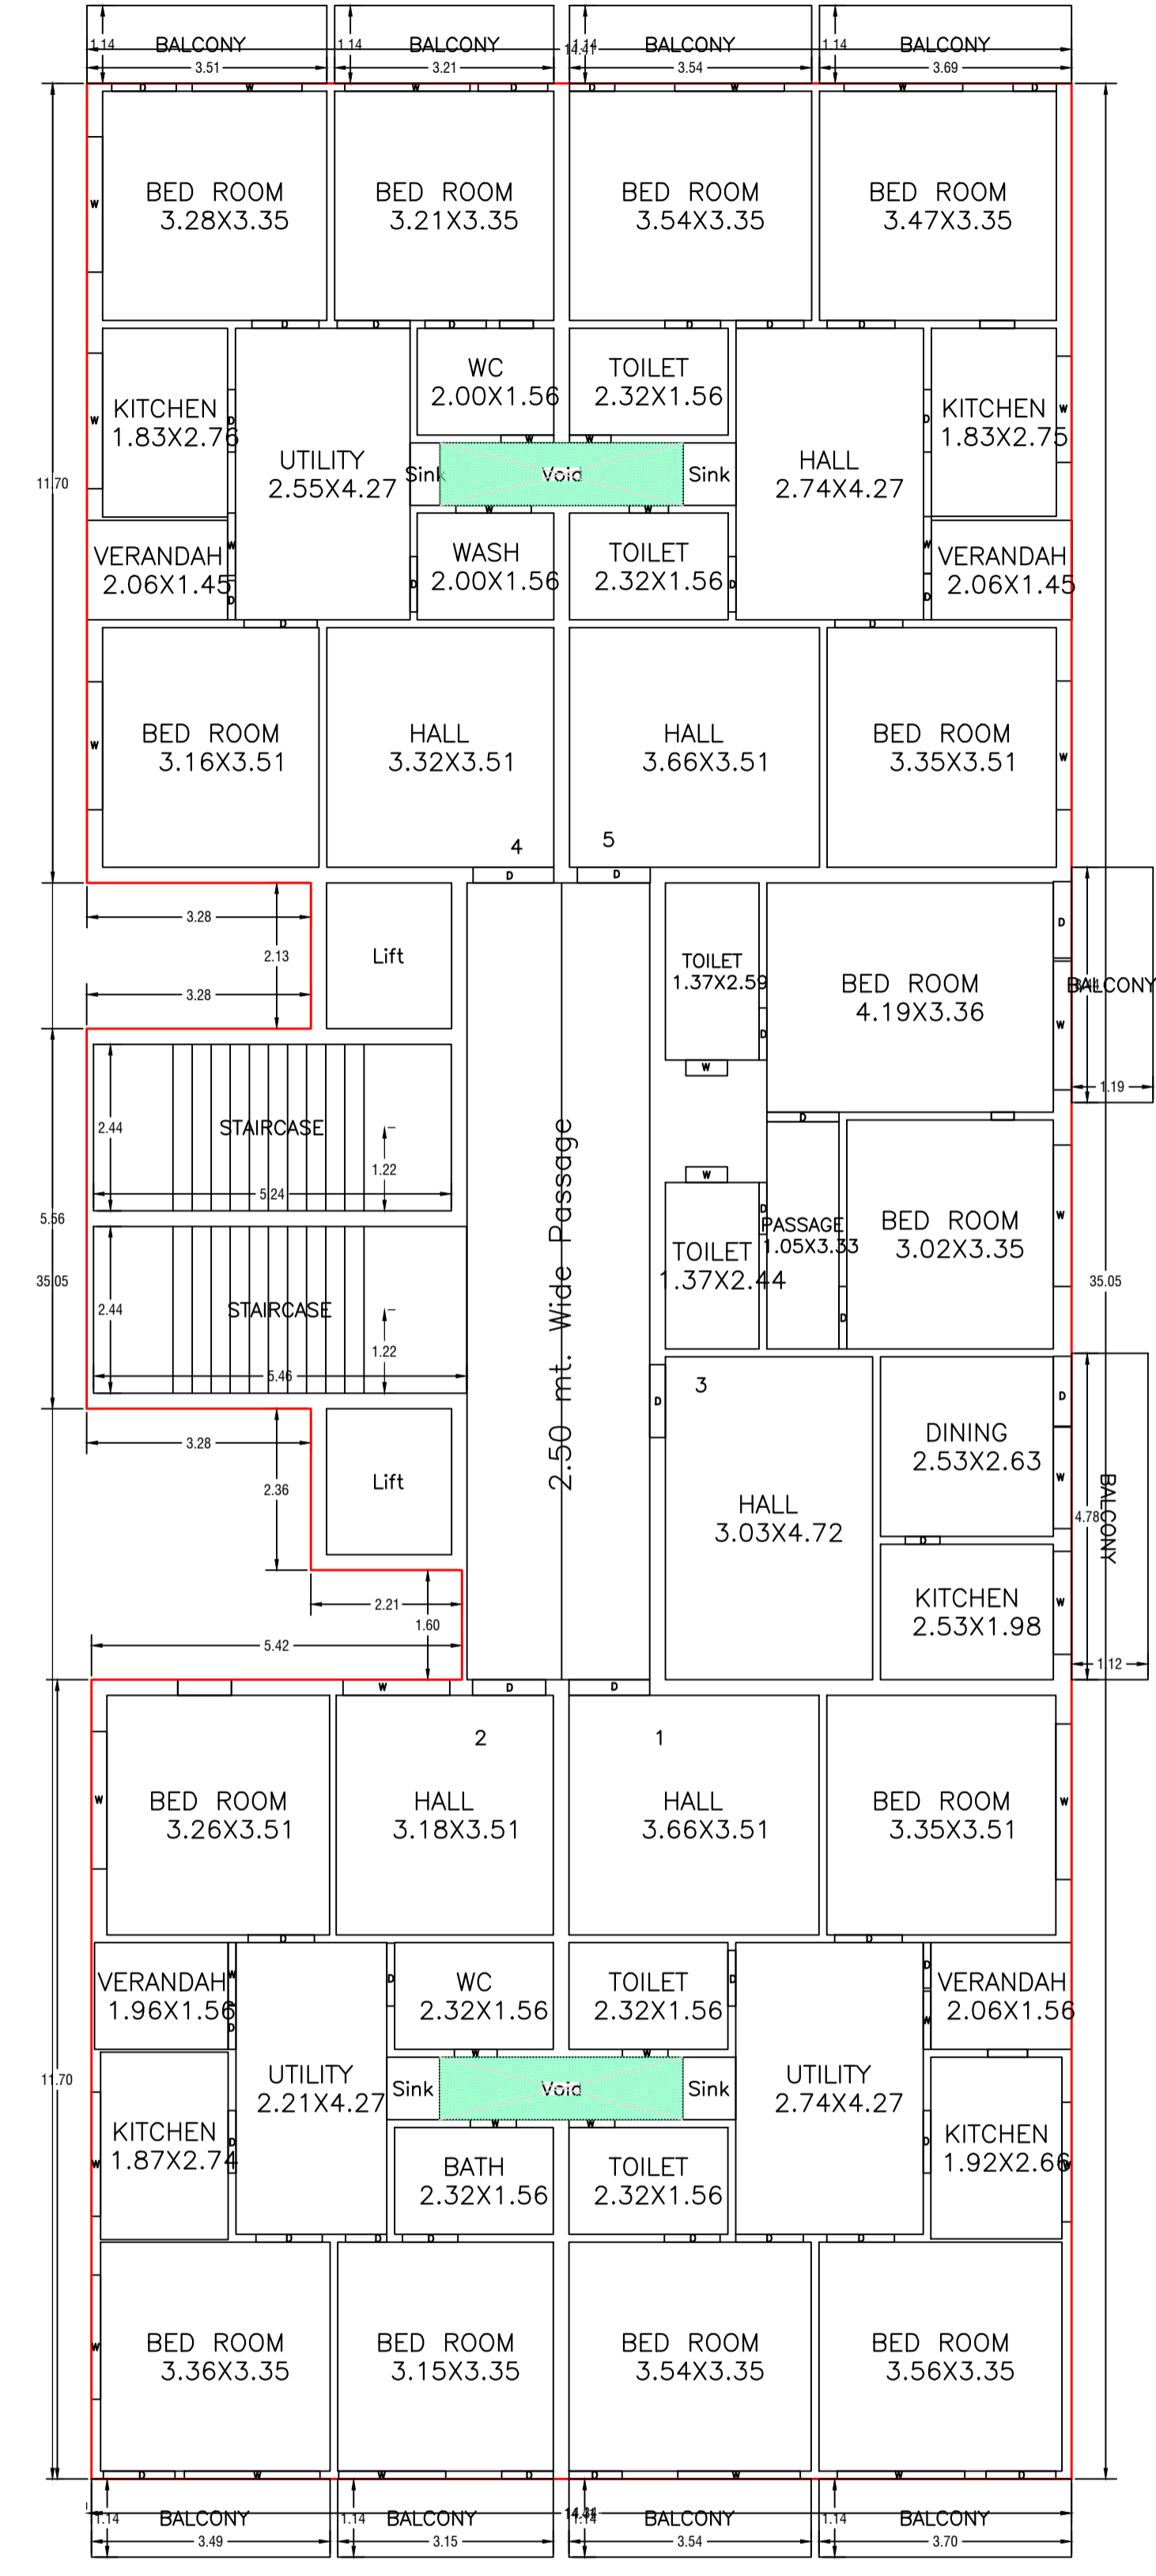 BALCONY
BALCONY
BALCONY
BALCONY
1.14
1.14
1.14
3.51
3.21
3.54
3.69
D
W
W
D
D
W
W
D
BED ROOM
3.28X3.35
BED ROOM
3.21X3.35
BED ROOM
3.54X3.35
BED ROOM
3.47X3.35
W
D
D
D
D
D
D
KITCHEN
1.83X2.76
WC
2.00X1.56
TOILET
2.32X1.56
KITCHEN
1.83X2.75
W
D
D
W
W
W
UTILITY
2.55X4.27
Sink
Void
Sink
HALL
2.74X4.27
11.70
W
W
VERANDAH
2.06X1.45
WASH
2.00X1.56
TOILET
2.32X1.56
VERANDAH
2.06X1.45
W
D
D
D
W
D
D
D
BED ROOM
3.16X3.51
HALL
3.32X3.51
HALL
3.66X3.51
BED ROOM
3.35X3.51
W
W
4
5
D
D
3.28
2.13
3.28
Lift
TOILET
1.37X2.59
BED ROOM
4.19X3.36
D
BALCONY
W
D
W
1.19
STAIRCASE
2.44
1.22
5.24
D
W
TOILET
1.37X2.44
D
PASSAGE
1.05X3.33
BED ROOM
3.02X3.35
W
D
5.56
35.05
35.05
STAIRCASE
2.44
1.22
5.46
2.50 mt. Wide Passage
3
D
D
DINING
2.53X2.63
W
BALCONY
4.78
3.28
2.36
Lift
HALL
3.03X4.72
D
KITCHEN
2.53X1.98
W
1.12
2.21
1.60
5.42
W
D
D
2
1
BED ROOM
3.26X3.51
HALL
3.18X3.51
HALL
3.66X3.51
BED ROOM
3.35X3.51
W
W
D
D
VERANDAH
1.96X1.56
WC
2.32X1.56
TOILET
2.32X1.56
VERANDAH
2.06X1.56
W
D
D
D
D
W
W
W
UTILITY
2.21X4.27
Sink
Void
Sink
UTILITY
2.74X4.27
11.70
W
W
KITCHEN
1.87X2.74
BATH
2.32X1.56
TOILET
2.32X1.56
KITCHEN
1.92X2.66
W
D
D
W
D
D
D
D
D
D
BED ROOM
3.36X3.35
BED ROOM
3.15X3.35
BED ROOM
3.54X3.35
BED ROOM
3.56X3.35
W
D
W
W
D
D
W
W
D
BALCONY
BALCONY
BALCONY
BALCONY
1.14
1.14
1.14
3.49
3.15
3.54
3.70